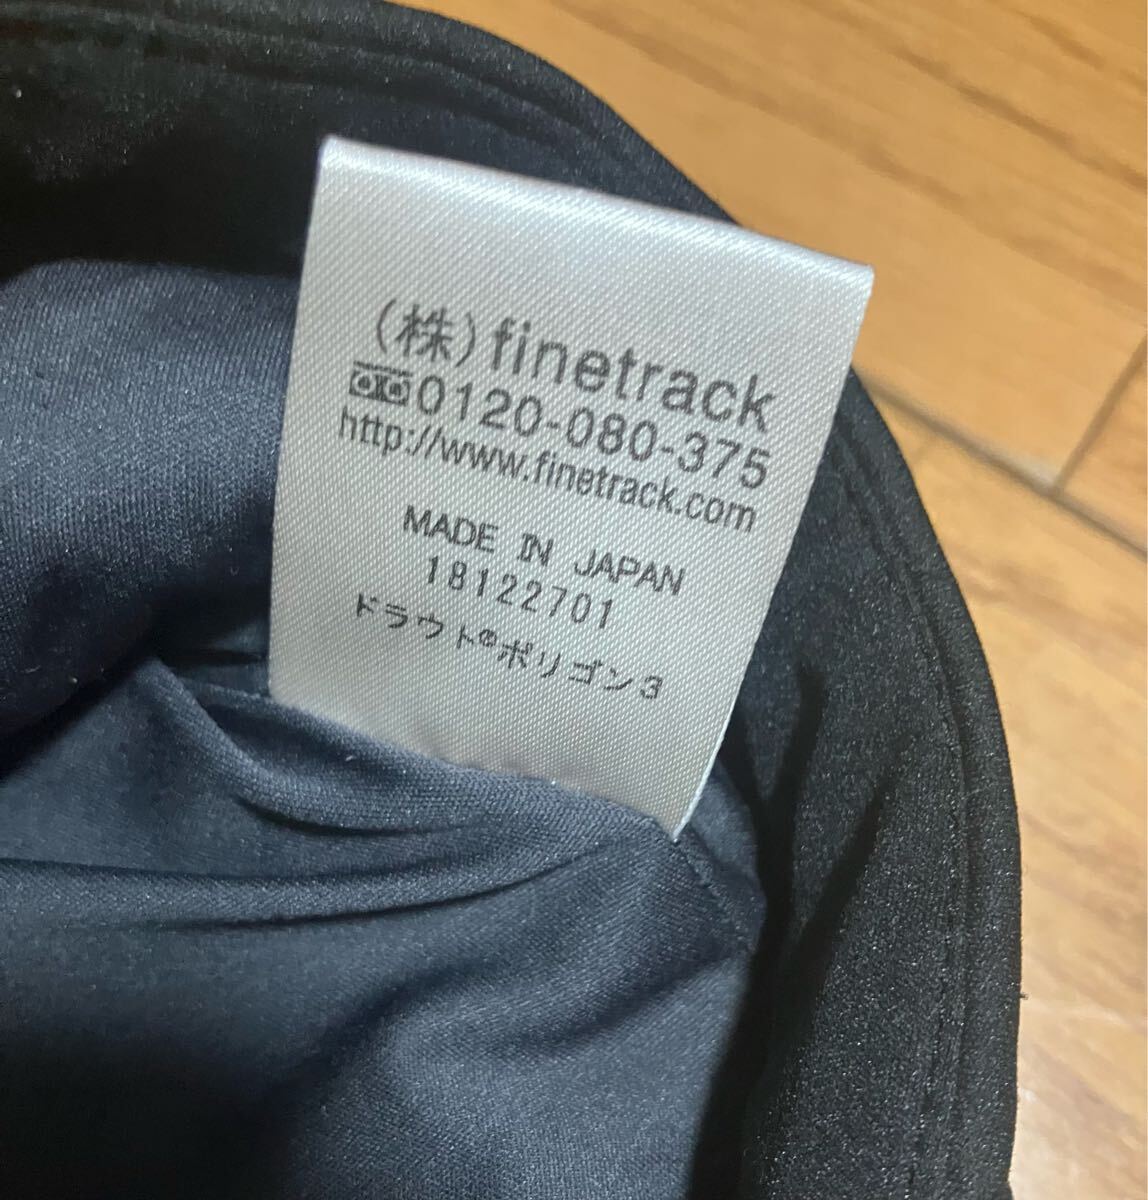 (株)finetrack
0120-080-375
http://www.finetrack.com
MADE IN JAPAN
18122701
ドラウト®ポリゴン3